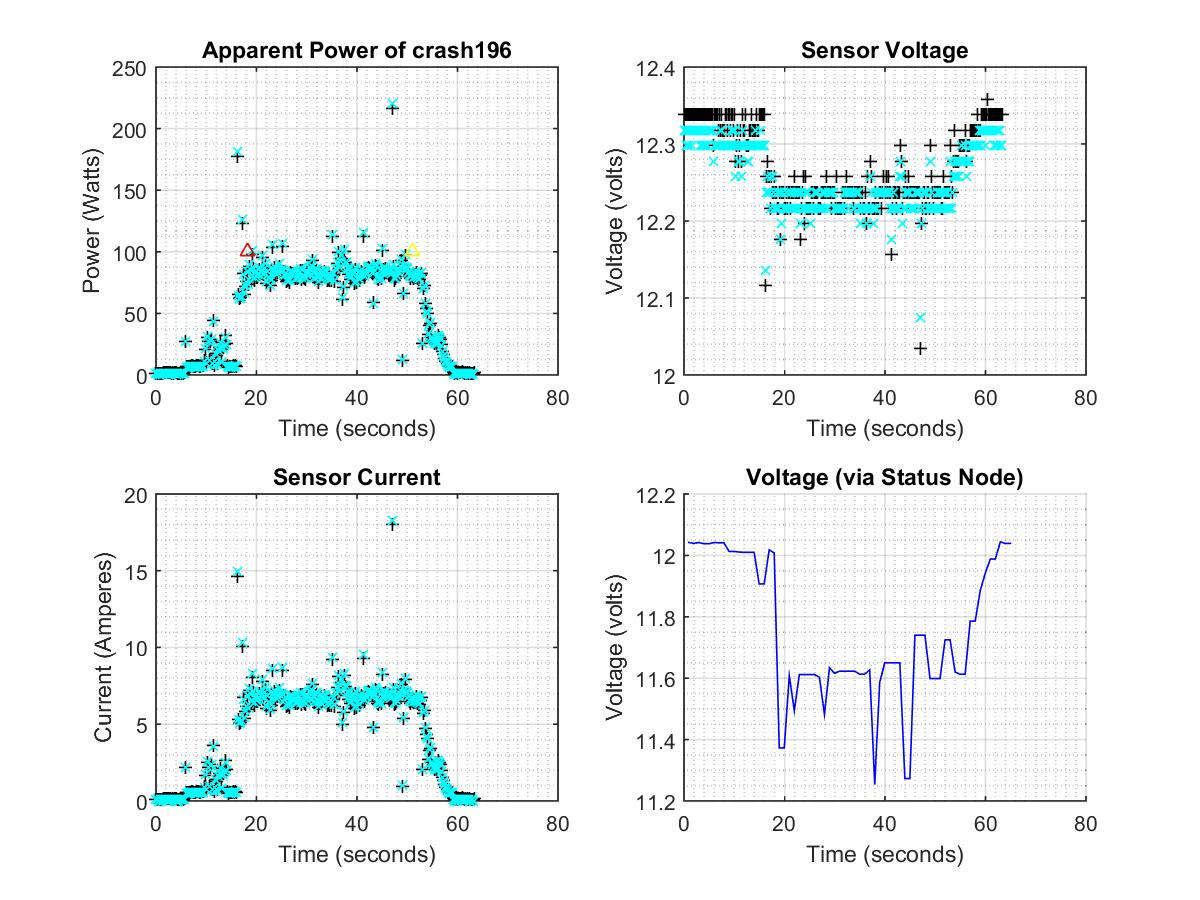 Apparent Power of crash196
250
200
150
100
50
0
Power (Watts)
0 20 40 60 80
Time (seconds)
Sensor Voltage
12.4
12.3
12.2
12.1
12
Voltage (volts)
0 20 40 60 80
Time (seconds)
Sensor Current
20
15
10
5
0
Current (Amperes)
0 20 40 60 80
Time (seconds)
Voltage (via Status Node)
12.2
12
11.8
11.6
11.4
11.2
Voltage (volts)
0 20 40 60 80
Time (seconds)